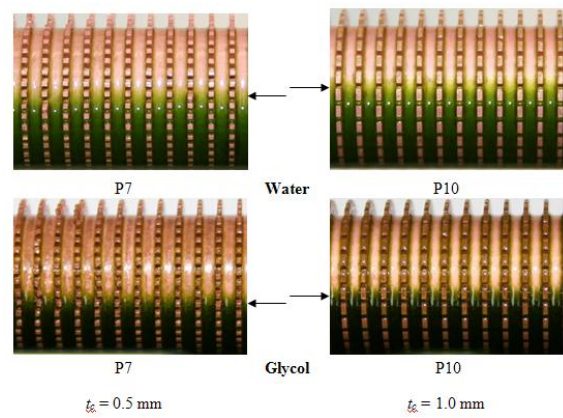 P7 Water P10
P7 Glycol P10
t꜀ = 0.5 mm t꜀ = 1.0 mm